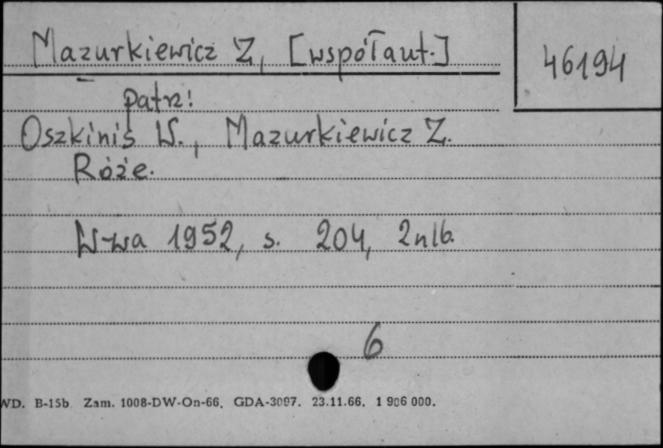 Mazurkiewicz Z, [współaut.]
46194
patrz:
Oszkinis W., Mazurkiewicz Z.
Róże.
W-wa 1952, s. 204, 2nlb.
6
WD. B-15b Zam. 1008-DW-On-66, GDA-3097. 23.11.66. 1 906 000.